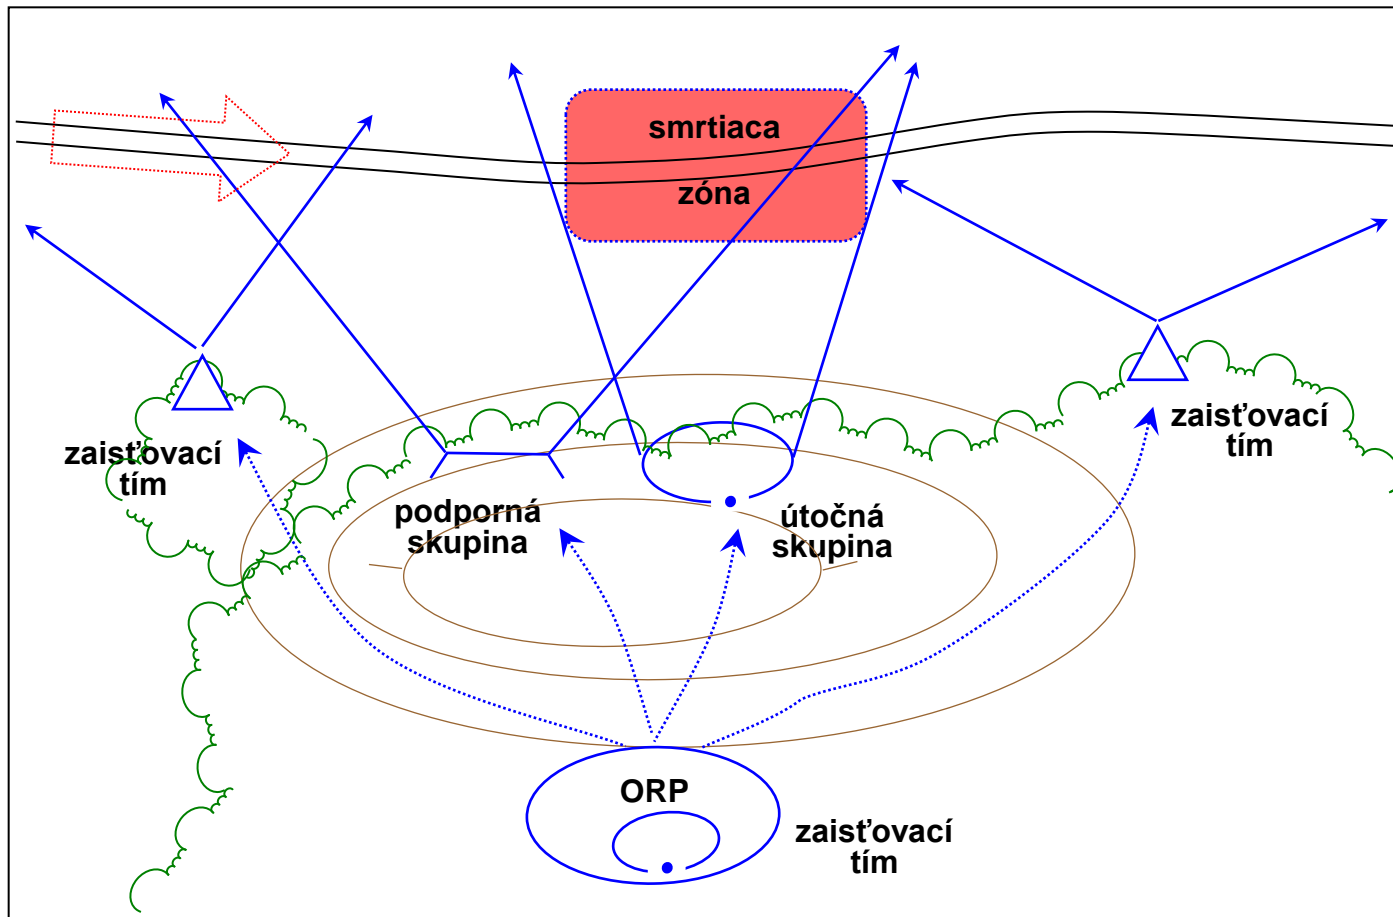 smrtiaca
zóna
zaisťovací
tím
zaisťovací
tím
podporná
skupina
útočná
skupina
ORP
zaisťovací
tím